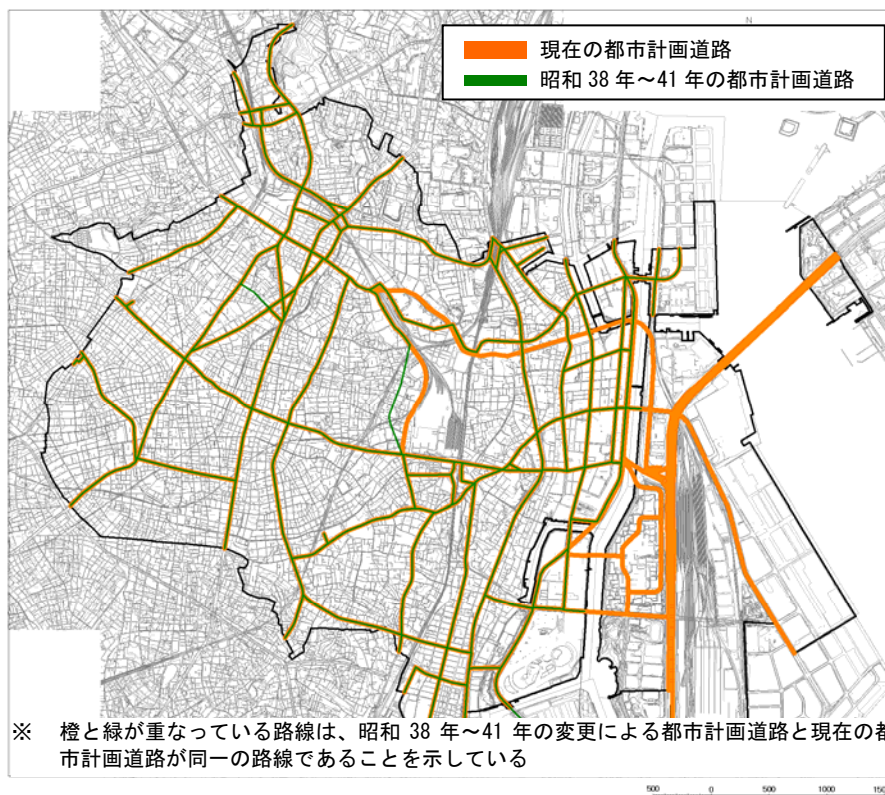 N
現在の都市計画道路
昭和 38 年～41 年の都市計画道路
※ 橙と緑が重なっている路線は、昭和 38 年～41 年の変更による都市計画道路と現在の都
市計画道路が同一の路線であることを示している
500 0 500 1000 150